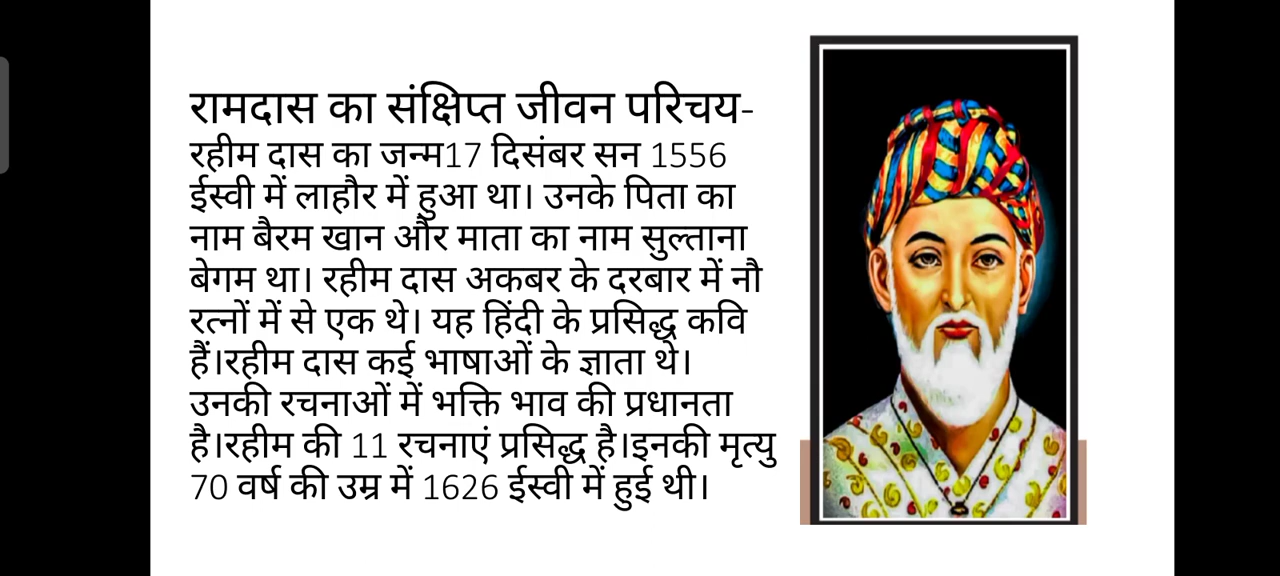 रामदास का संक्षिप्त जीवन परिचय-
रहीम दास का जन्म17 दिसंबर सन 1556
ईस्वी में लाहौर में हुआ था। उनके पिता का
नाम बैरम खान और माता का नाम सुल्ताना
बेगम था। रहीम दास अकबर के दरबार में नौ
रत्नों में से एक थे। यह हिंदी के प्रसिद्ध कवि
हैं।रहीम दास कई भाषाओं के ज्ञाता थे।
उनकी रचनाओं में भक्ति भाव की प्रधानता
है।रहीम की 11 रचनाएं प्रसिद्ध है।इनकी मृत्यु
70 वर्ष की उम्र में 1626 ईस्वी में हुई थी।